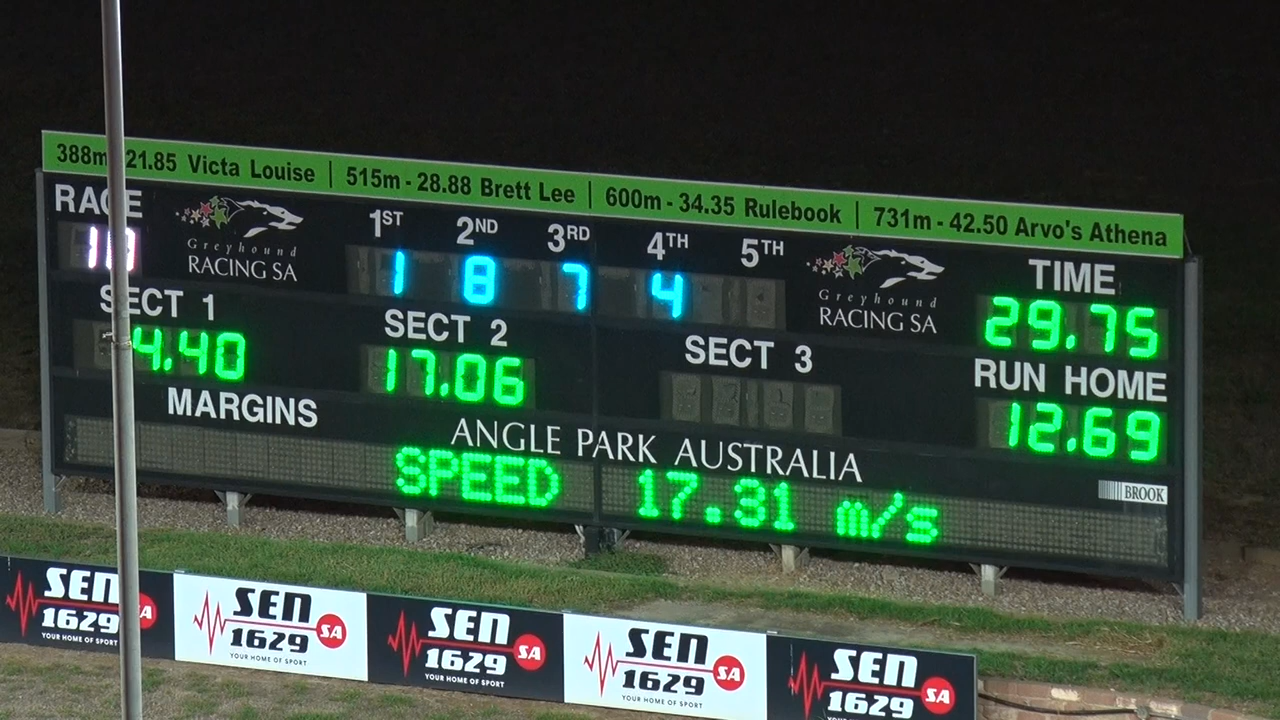 388m 21.85 Victa Louise | 515m - 28.88 Brett Lee | 600m - 34.35 Rulebook | 731m - 42.50 Arvo's Athena
RACE
Greyhound
RACING SA
1ST 2ND 3RD 4TH 5TH
1 8 7 4
Greyhound
RACING SA
TIME
29.75
SECT 1
4.40
SECT 2
17.06
SECT 3
RUN HOME
12.69
MARGINS
ANGLE PARK AUSTRALIA
SPEED 17.31 m/s
BROOK
SEN
1629 SA
YOUR HOME OF SPORT
SEN
1629 SA
YOUR HOME OF SPORT
SEN
1629 SA
YOUR HOME OF SPORT
SEN
1629 SA
YOUR HOME OF SPORT
SEN
1629 SA
YOUR HOME OF SPORT